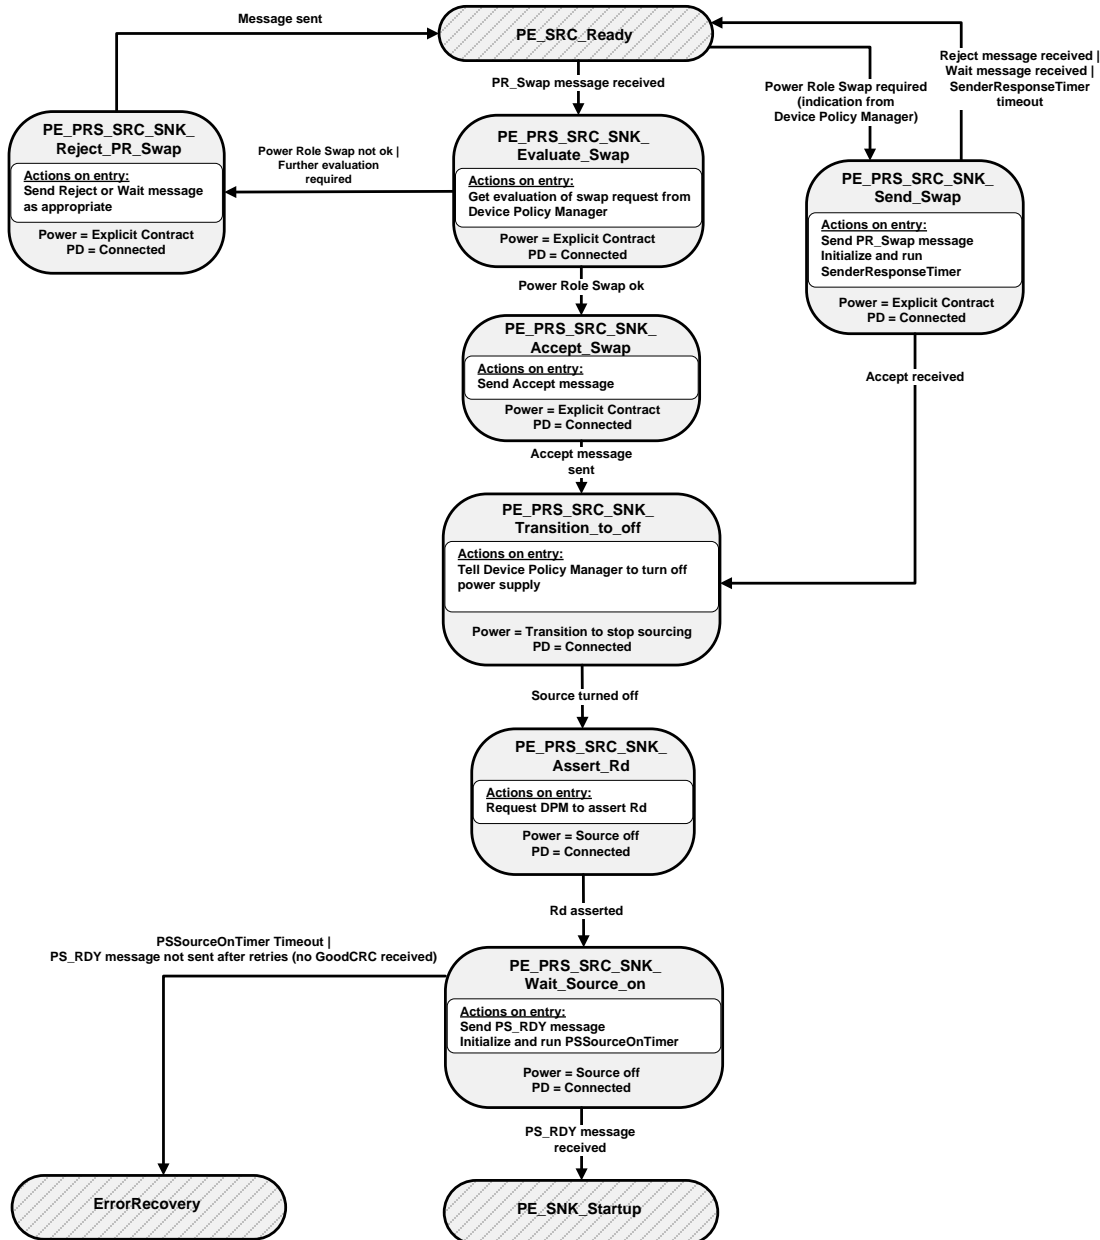 Message sent
PE_SRC_Ready
Reject message received |
Wait message received |
SenderResponseTimer
timeout
PR_Swap message received
Power Role Swap required
(indication from
Device Policy Manager)
PE_PRS_SRC_SNK_
Reject_PR_Swap
Actions on entry:
Send Reject or Wait message
as appropriate
Power = Explicit Contract
PD = Connected
Power Role Swap not ok |
Further evaluation
required
PE_PRS_SRC_SNK_
Evaluate_Swap
Actions on entry:
Get evaluation of swap request from
Device Policy Manager
Power = Explicit Contract
PD = Connected
PE_PRS_SRC_SNK_
Send_Swap
Actions on entry:
Send PR_Swap message
Initialize and run
SenderResponseTimer
Power = Explicit Contract
PD = Connected
Power Role Swap ok
PE_PRS_SRC_SNK_
Accept_Swap
Actions on entry:
Send Accept message
Power = Explicit Contract
PD = Connected
Accept received
Accept message
sent
PE_PRS_SRC_SNK_
Transition_to_off
Actions on entry:
Tell Device Policy Manager to turn off
power supply
Power = Transition to stop sourcing
PD = Connected
Source turned off
PE_PRS_SRC_SNK_
Assert_Rd
Actions on entry:
Request DPM to assert Rd
Power = Source off
PD = Connected
Rd asserted
PSSourceOnTimer Timeout |
PS_RDY message not sent after retries (no GoodCRC received)
PE_PRS_SRC_SNK_
Wait_Source_on
Actions on entry:
Send PS_RDY message
Initialize and run PSSourceOnTimer
Power = Source off
PD = Connected
PS_RDY message
received
ErrorRecovery
PE_SNK_Startup